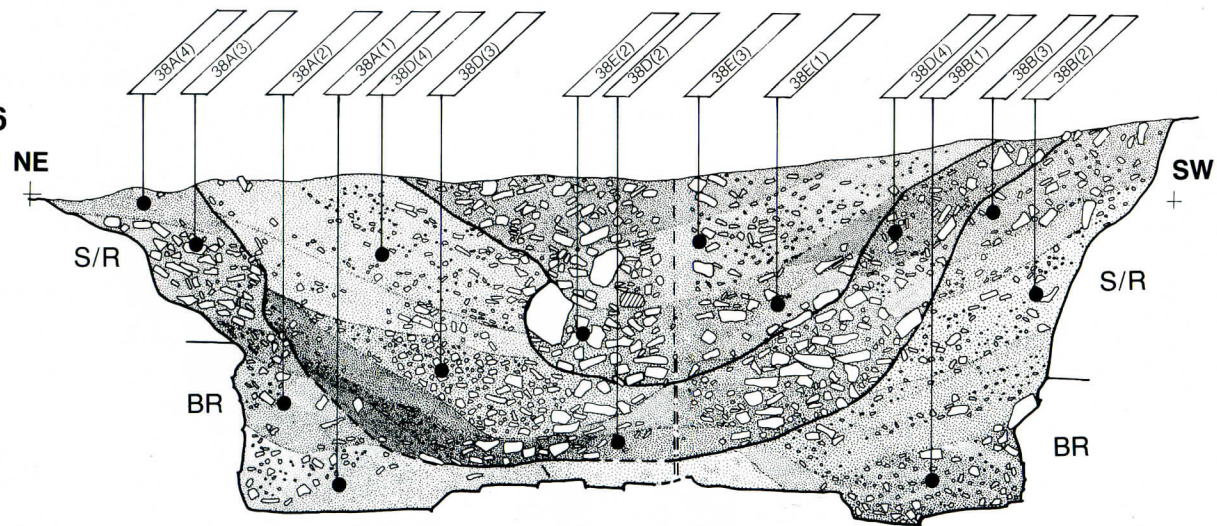 38A(4)
38A(3)
38A(2)
38A(1)
38D(4)
38D(3)
38E(2)
38D(2)
38E(3)
38E(1)
38D(4)
38B(1)
38B(3)
38B(2)
6
NE
SW
S/R
S/R
BR
BR